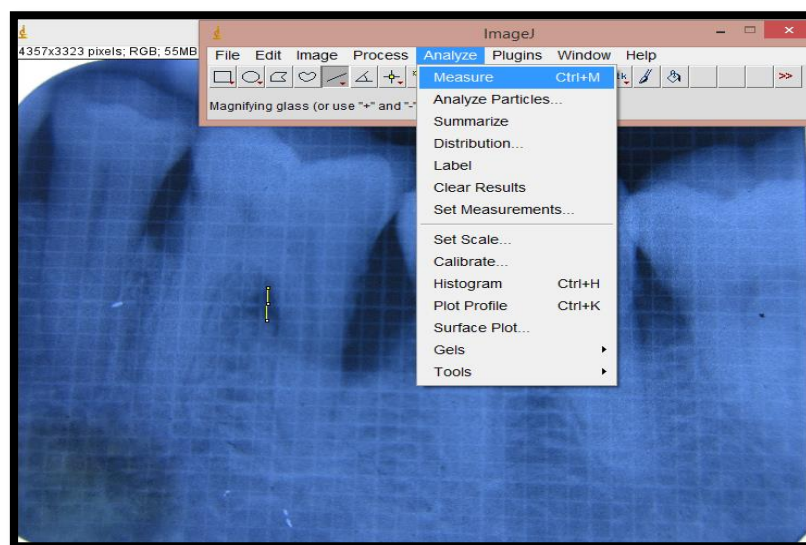 ImageJ
4357x3323 pixels; RGB; 55MB
File Edit Image Process Analyze Plugins Window Help
>>
Magnifying glass (or use "+" and "-"
Measure Ctrl+M
Analyze Particles...
Summarize
Distribution...
Label
Clear Results
Set Measurements...
Set Scale...
Calibrate...
Histogram Ctrl+H
Plot Profile Ctrl+K
Surface Plot...
Gels
Tools